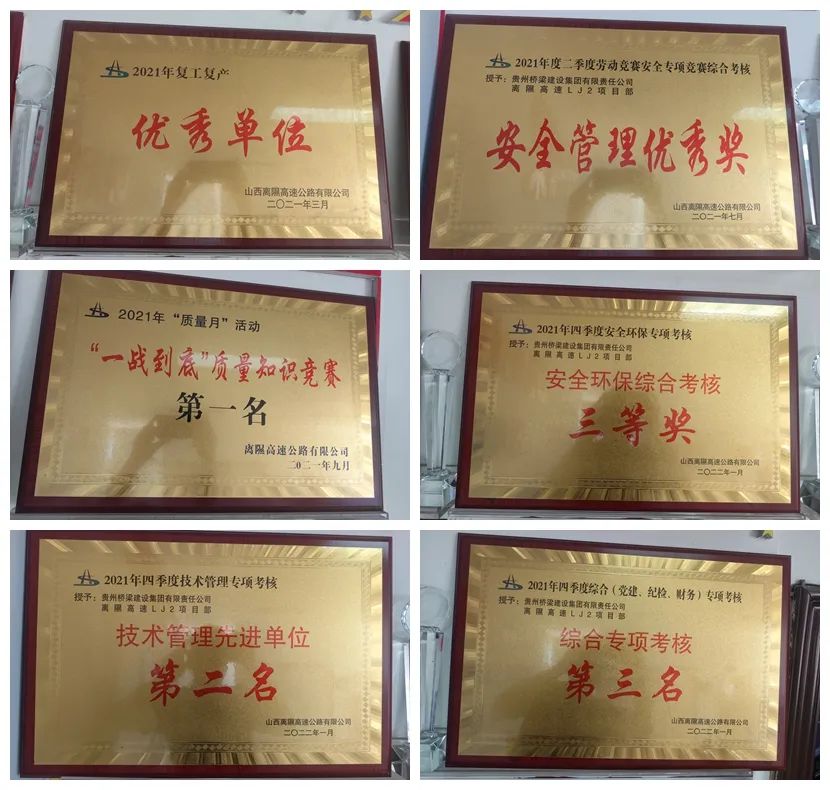 2021年复工复产
优秀单位
山西离隰高速公路有限公司
二〇二一年三月
2021年度二季度劳动竞赛安全专项竞赛综合考核
授予：贵州桥梁建设集团有限责任公司
离隰高速LJ2项目部
安全管理优秀奖
山西离隰高速公路有限公司
二〇二一年七月
2021年“质量月”活动
“一战到底”质量知识竞赛
第一名
离隰高速公路有限公司
二〇二一年九月
2021年四季度安全环保专项考核
授予：贵州桥梁建设集团有限责任公司
离隰高速LJ2项目部
安全环保综合考核
三等奖
山西离隰高速公路有限公司
二〇二二年一月
2021年四季度技术管理专项考核
授予：贵州桥梁建设集团有限责任公司
离隰高速LJ2项目部
技术管理先进单位
第二名
山西离隰高速公路有限公司
二〇二二年一月
2021年四季度综合（党建、纪检、财务）专项考核
授予：贵州桥梁建设集团有限责任公司
离隰高速LJ2项目部
综合专项考核
第三名
山西离隰高速公路有限公司
二〇二二年一月